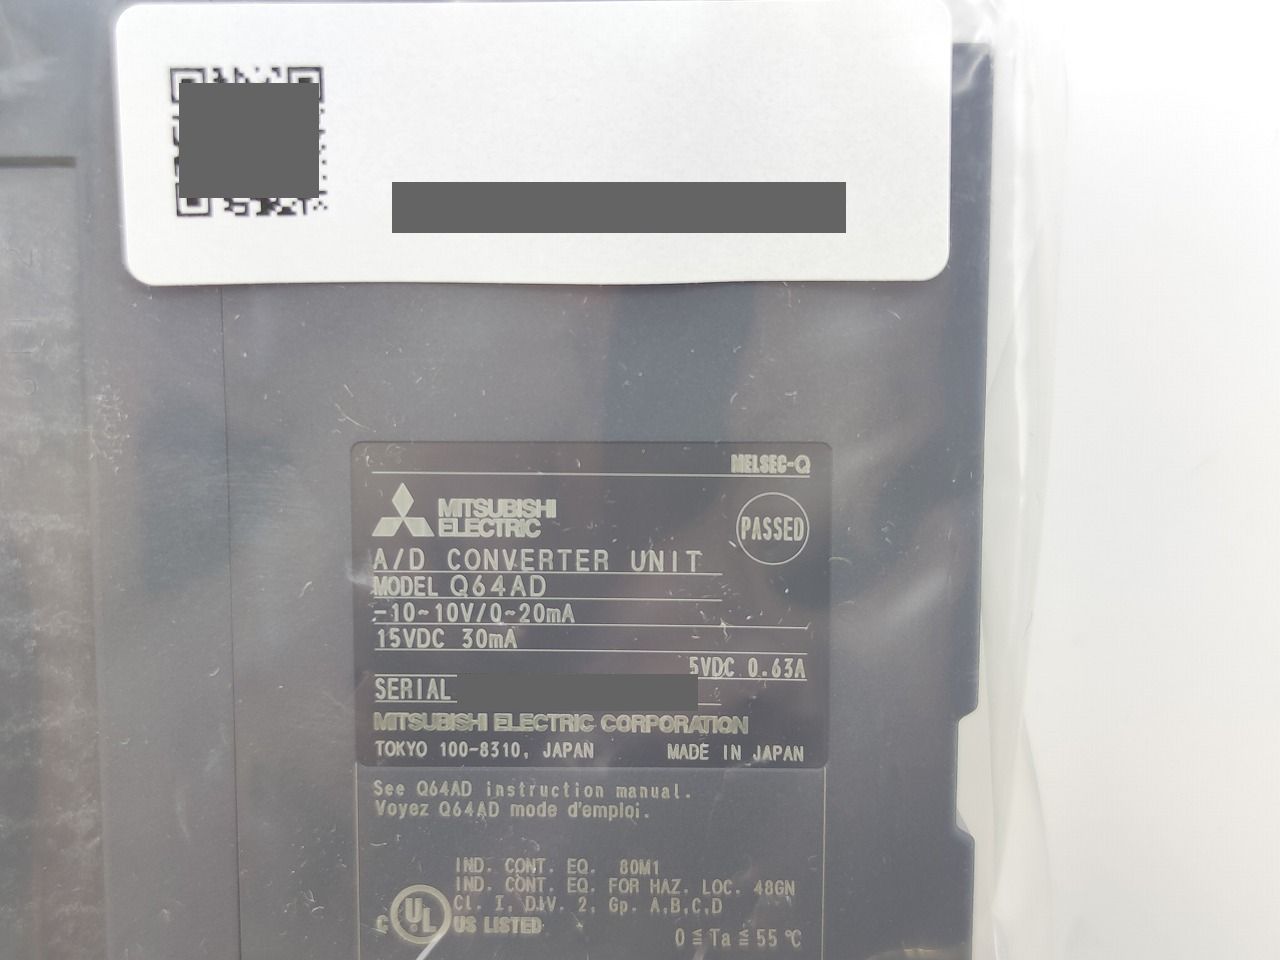 MELSEC-Q
MITSUBISHI
ELECTRIC
PASSED
A/D CONVERTER UNIT
MODEL Q64AD
-10~10V/0~20mA
15VDC 30mA
5VDC 0.63A
SERIAL
MITSUBISHI ELECTRIC CORPORATION
TOKYO 100-8310, JAPAN MADE IN JAPAN
See Q64AD instruction manual.
Voyez Q64AD mode d'emploi.
IND. CONT. EQ. 80M1
IND. CONT. EQ. FOR HAZ. LOC. 48GN
Cl. I, DIV. 2, Gp. A,B,C,D
C UL US LISTED
0≦Ta≦55℃